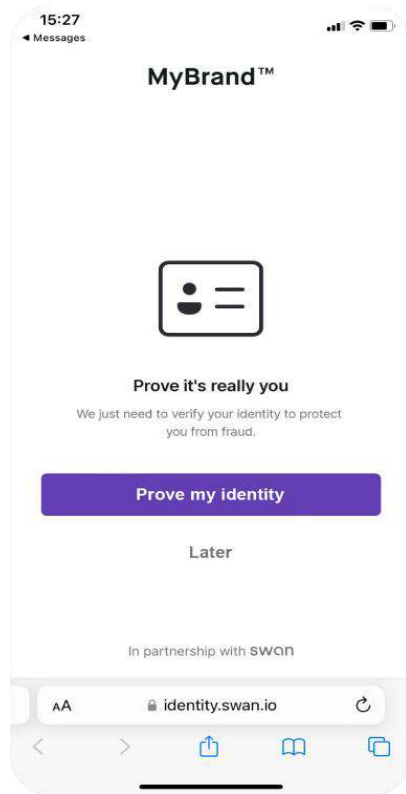 15:27
◀ Messages
MyBrand™
Prove it's really you
We just need to verify your identity to protect
you from fraud.
Prove my identity
Later
In partnership with swan
AA identity.swan.io